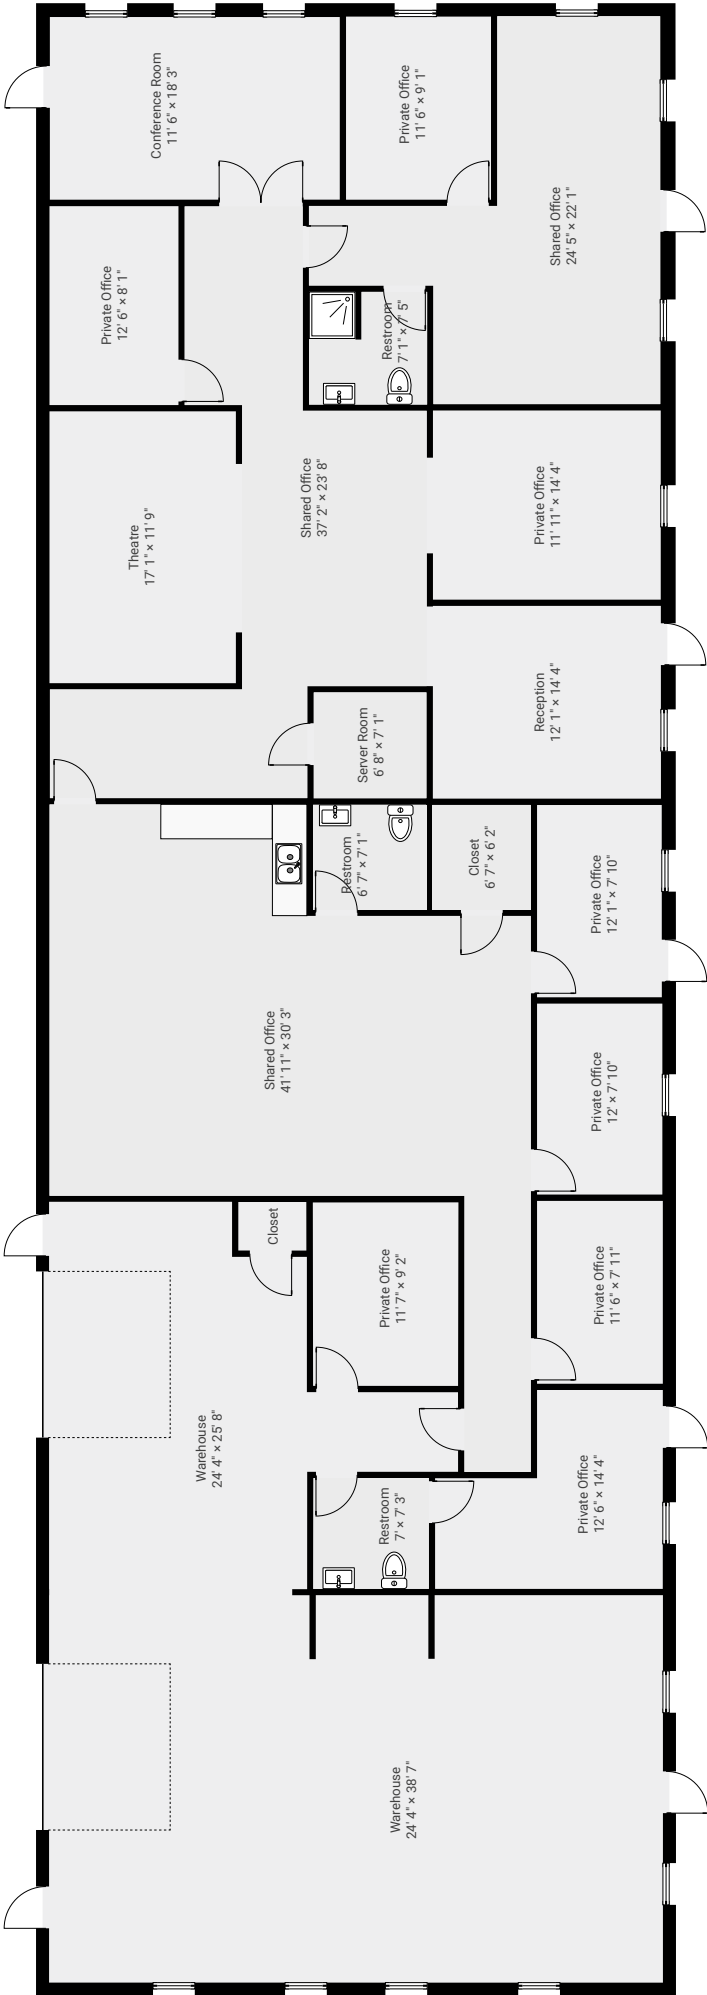 Conference Room
11' 6" × 18' 3"
Private Office
11' 6" × 9' 1"
Shared Office
24' 5" × 22' 1"
Private Office
12' 6" × 8' 1"
Restroom
7' 1" × 7' 5"
Shared Office
37' 2" × 23' 8"
Theatre
17' 1" × 11' 9"
Private Office
11' 11" × 14' 4"
Reception
12' 1" × 14' 4"
Server Room
6' 8" × 7' 1"
Restroom
6' 7" × 7' 1"
Closet
6' 7" × 6' 2"
Private Office
12' 1" × 7' 10"
Shared Office
41' 11" × 30' 3"
Private Office
12' × 7' 10"
Closet
Private Office
11' 7" × 9' 2"
Private Office
11' 6" × 7' 11"
Warehouse
24' 4" × 25' 8"
Restroom
7' × 7' 3"
Private Office
12' 6" × 14' 4"
Warehouse
24' 4" × 38' 7"